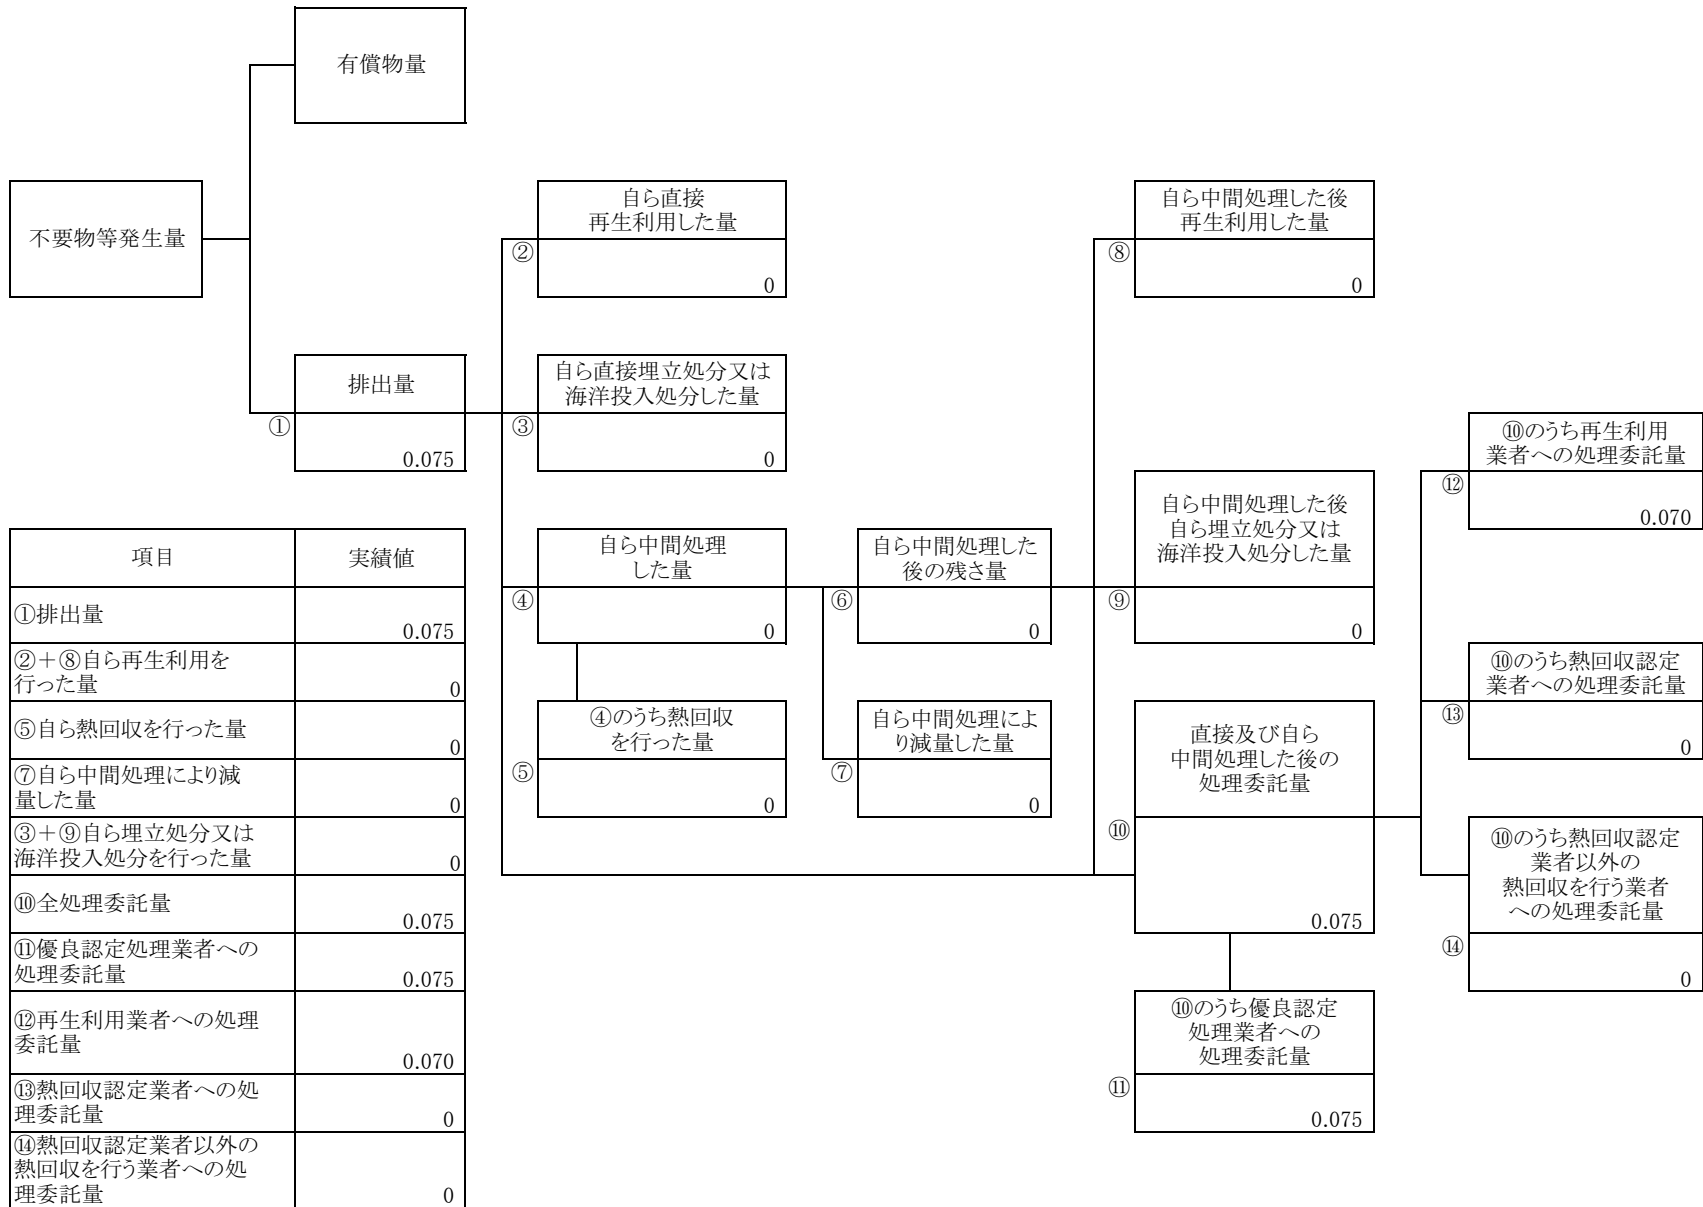 有償物量
不要物等発生量
自ら直接
再生利用した量
②
0
自ら中間処理した後
再生利用した量
⑧
0
排出量
①
0.075
自ら直接埋立処分又は
海洋投入処分した量
③
0
⑩のうち再生利用
業者への処理委託量
⑫
0.070
自ら中間処理
した量
④
0
自ら中間処理した
後の残さ量
⑥
0
自ら中間処理した後
自ら埋立処分又は
海洋投入処分した量
⑨
0
⑩のうち熱回収認定
業者への処理委託量
⑬
0
④のうち熱回収
を行った量
⑤
0
自ら中間処理によ
り減量した量
⑦
0
直接及び自ら
中間処理した後の
処理委託量
⑩
0.075
⑩のうち熱回収認定
業者以外の
熱回収を行う業者
への処理委託量
⑭
0
⑩のうち優良認定
処理業者への
処理委託量
⑪
0.075
項目 実績値
①排出量 0.075
②＋⑧自ら再生利用を
行った量 0
⑤自ら熱回収を行った量 0
⑦自ら中間処理により減
量した量 0
③＋⑨自ら埋立処分又は
海洋投入処分を行った量 0
⑩全処理委託量 0.075
⑪優良認定処理業者への
処理委託量 0.075
⑫再生利用業者への処理
委託量 0.070
⑬熱回収認定業者への処
理委託量 0
⑭熱回収認定業者以外の
熱回収を行う業者への処
理委託量 0